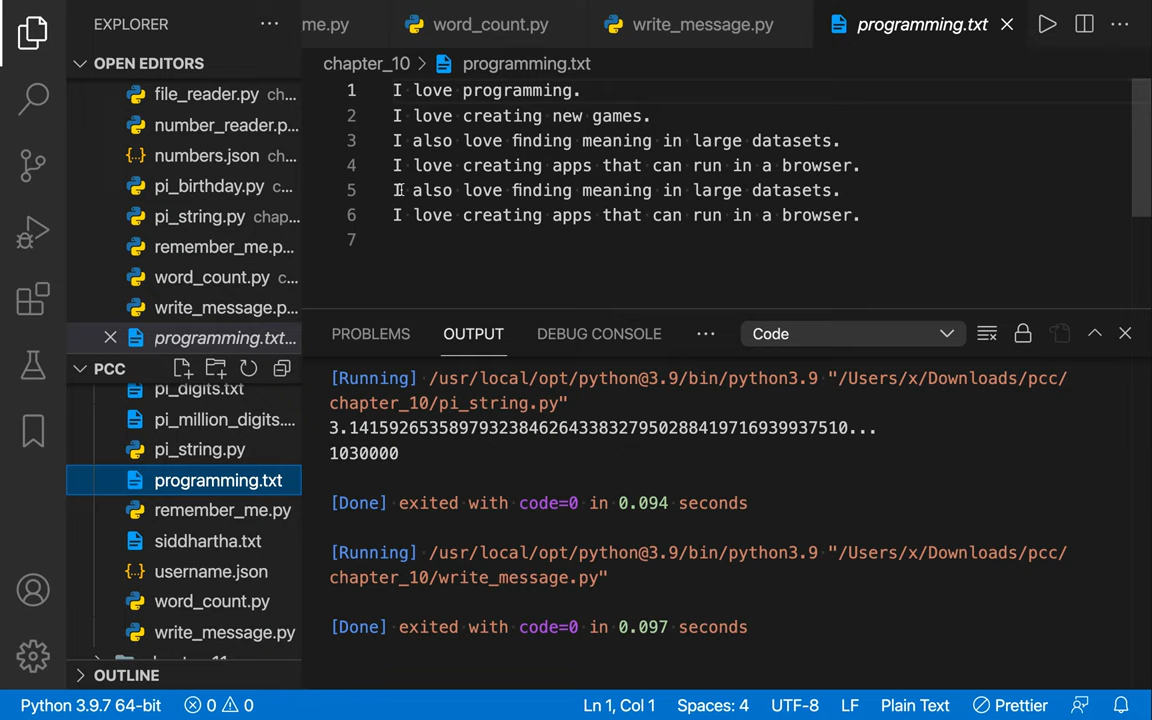 EXPLORER
me.py
word_count.py
write_message.py
programming.txt
OPEN EDITORS
file_reader.py ch...
number_reader.p...
numbers.json ch...
pi_birthday.py c...
pi_string.py chap...
remember_me.p...
word_count.py c...
write_message.p...
programming.txt...
PCC
pi_digits.txt
pi_million_digits....
pi_string.py
programming.txt
remember_me.py
siddhartha.txt
username.json
word_count.py
write_message.py
OUTLINE
chapter_10 > programming.txt
1 I love programming.
2 I love creating new games.
3 I also love finding meaning in large datasets.
4 I love creating apps that can run in a browser.
5 I also love finding meaning in large datasets.
6 I love creating apps that can run in a browser.
7
PROBLEMS OUTPUT DEBUG CONSOLE ... Code
[Running] /usr/local/opt/python@3.9/bin/python3.9 "/Users/x/Downloads/pcc/
chapter_10/pi_string.py"
3.14159265358979323846264338327950288419716939937510...
1030000
[Done] exited with code=0 in 0.094 seconds
[Running] /usr/local/opt/python@3.9/bin/python3.9 "/Users/x/Downloads/pcc/
chapter_10/write_message.py"
[Done] exited with code=0 in 0.097 seconds
Python 3.9.7 64-bit 0 0 Ln 1, Col 1 Spaces: 4 UTF-8 LF Plain Text Prettier